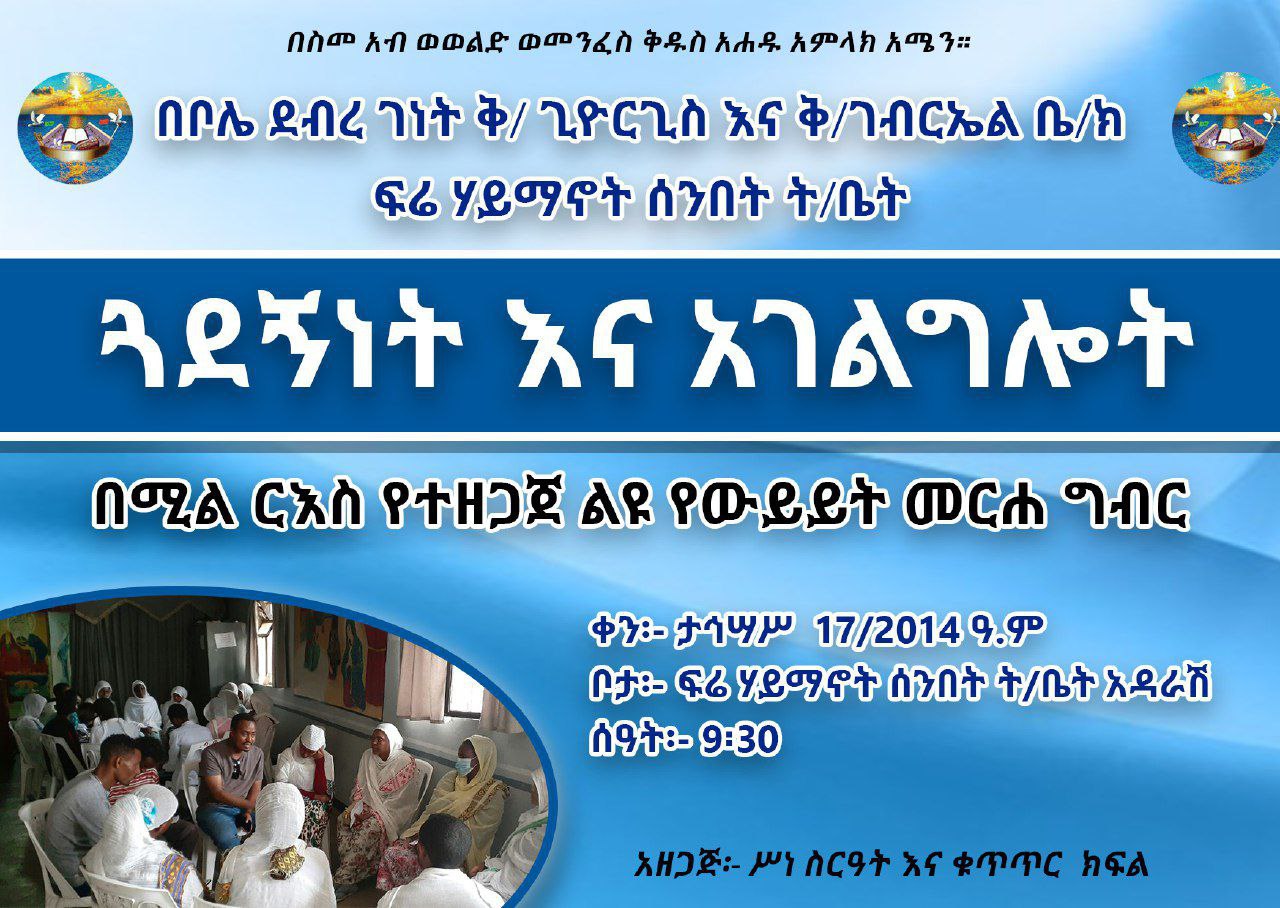 በስመ አብ ወወልድ ወመንፈስ ቅዱስ አሐዱ አምላክ አሜን።
በቦሌ ደብረ ገነት ቅ/ ጊዮርጊስ እና ቅ/ገብርኤል ቤ/ክ
ፍሬ ሃይማኖት ሰንበት ት/ቤት
ጓደኝነት እና አገልግሎት
በሚል ርእስ የተዘጋጀ ልዩ የውይይት መርሐ ግብር
ቀን፡- ታኅሣሥ 17/2014 ዓ.ም
ቦታ፡- ፍሬ ሃይማኖት ሰንበት ት/ቤት አዳራሽ
ሰዓት፡- 9፡30
አዘጋጅ፡- ሥነ ስርዓት እና ቁጥጥር ክፍል